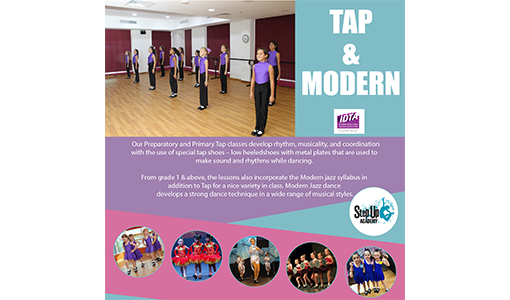 TAP
&
MODERN
IDTA
Our Preparatory and Primary Tap classes develop rhythm, musicality, and coordination
with the use of special tap shoes – low heeledshoes with metal plates that are used to
make sound and rhythms while dancing.
From grade 1 & above, the lessons also incorporate the Modern jazz syllabus in
addition to Tap for a nice variety in class. Modern Jazz dance
develops a strong dance technique in a wide range of musical styles.
Step Up
ACADEMY